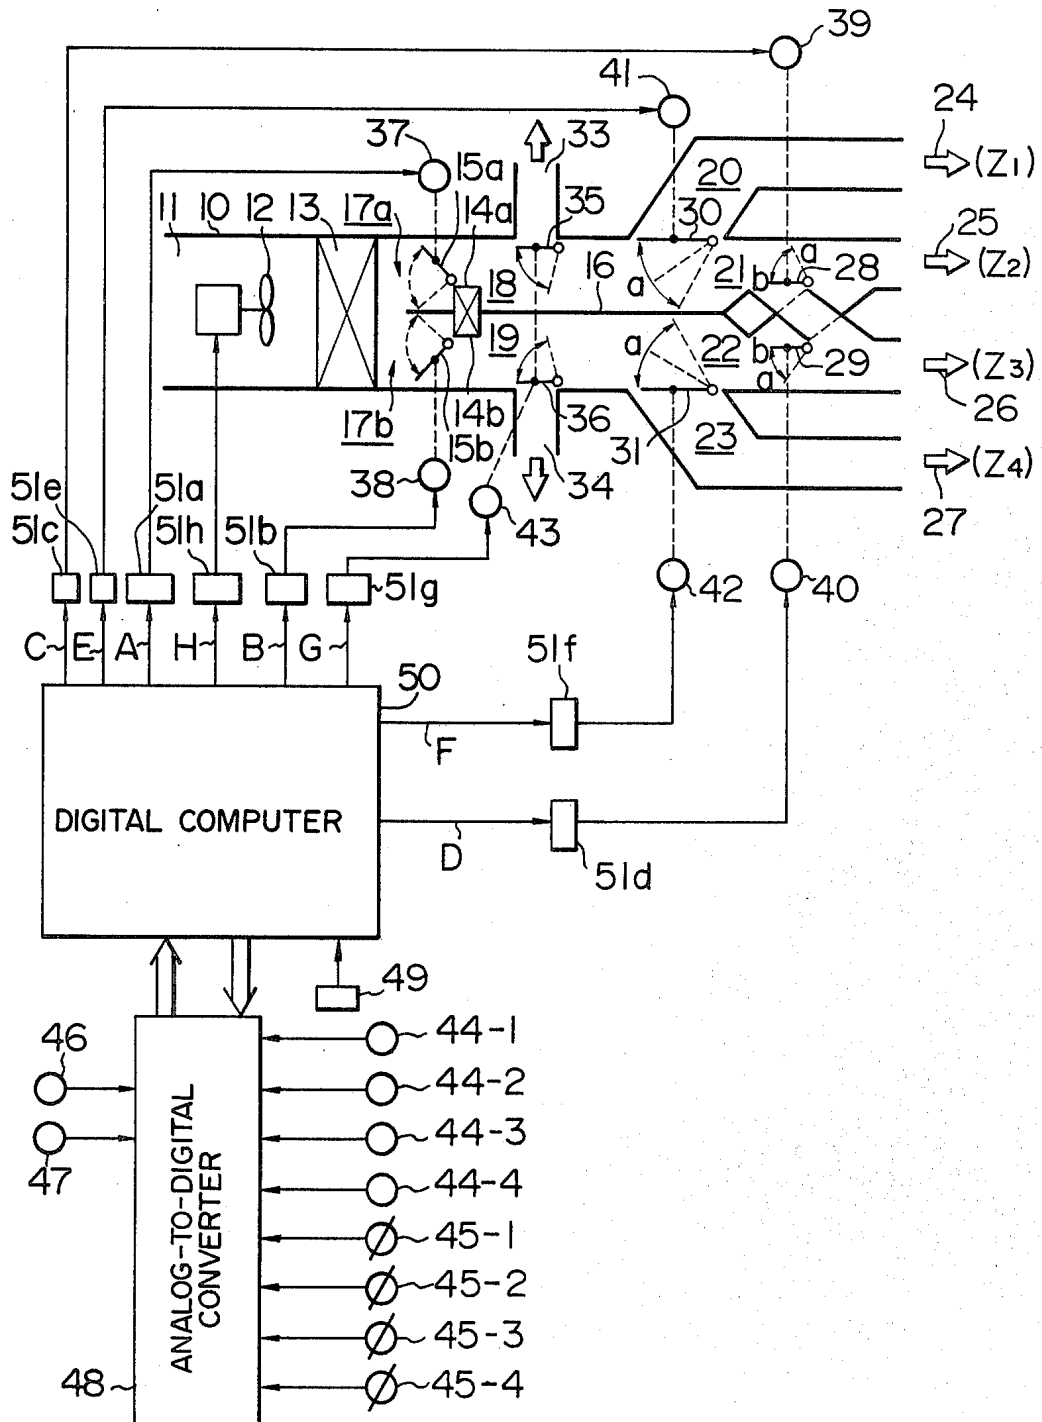 39
41
24
37
15a
33
(Z1)
20
11
10
12
13
17a
14a
35
30
25
16
21
a
28
(Z2)
18
a
b
19
a
22
b
29
(Z3)
a
26
17b
14b
15b
36
31
23
(Z4)
27
51e
51a
38
34
43
51c
51h
51b
51g
42
40
C
E
A
H
B
G
50
51f
F
DIGITAL COMPUTER
D
51d
49
46
44-1
44-2
47
44-3
44-4
45-1
45-2
45-3
48
45-4
ANALOG-TO-DIGITAL
CONVERTER